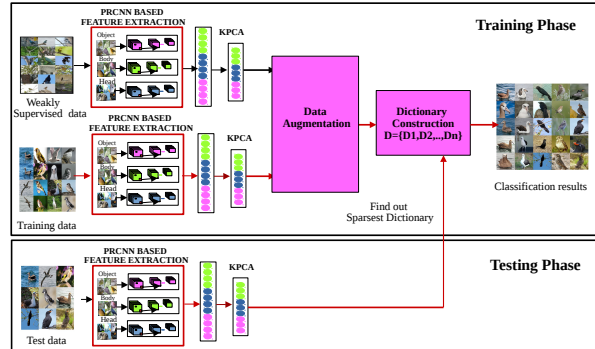 Training Phase
PRCNN BASED
FEATURE EXTRACTION
Object
Body
Head
KPCA
Weakly
Supervised data
PRCNN BASED
FEATURE EXTRACTION
Object
Body
Head
KPCA
Training data
Data
Augmentation
Dictionary
Construction
D={D1,D2,..,Dn}
Classification results
Find out
Sparsest Dictionary
Testing Phase
PRCNN BASED
FEATURE EXTRACTION
Object
Body
Head
KPCA
Test data